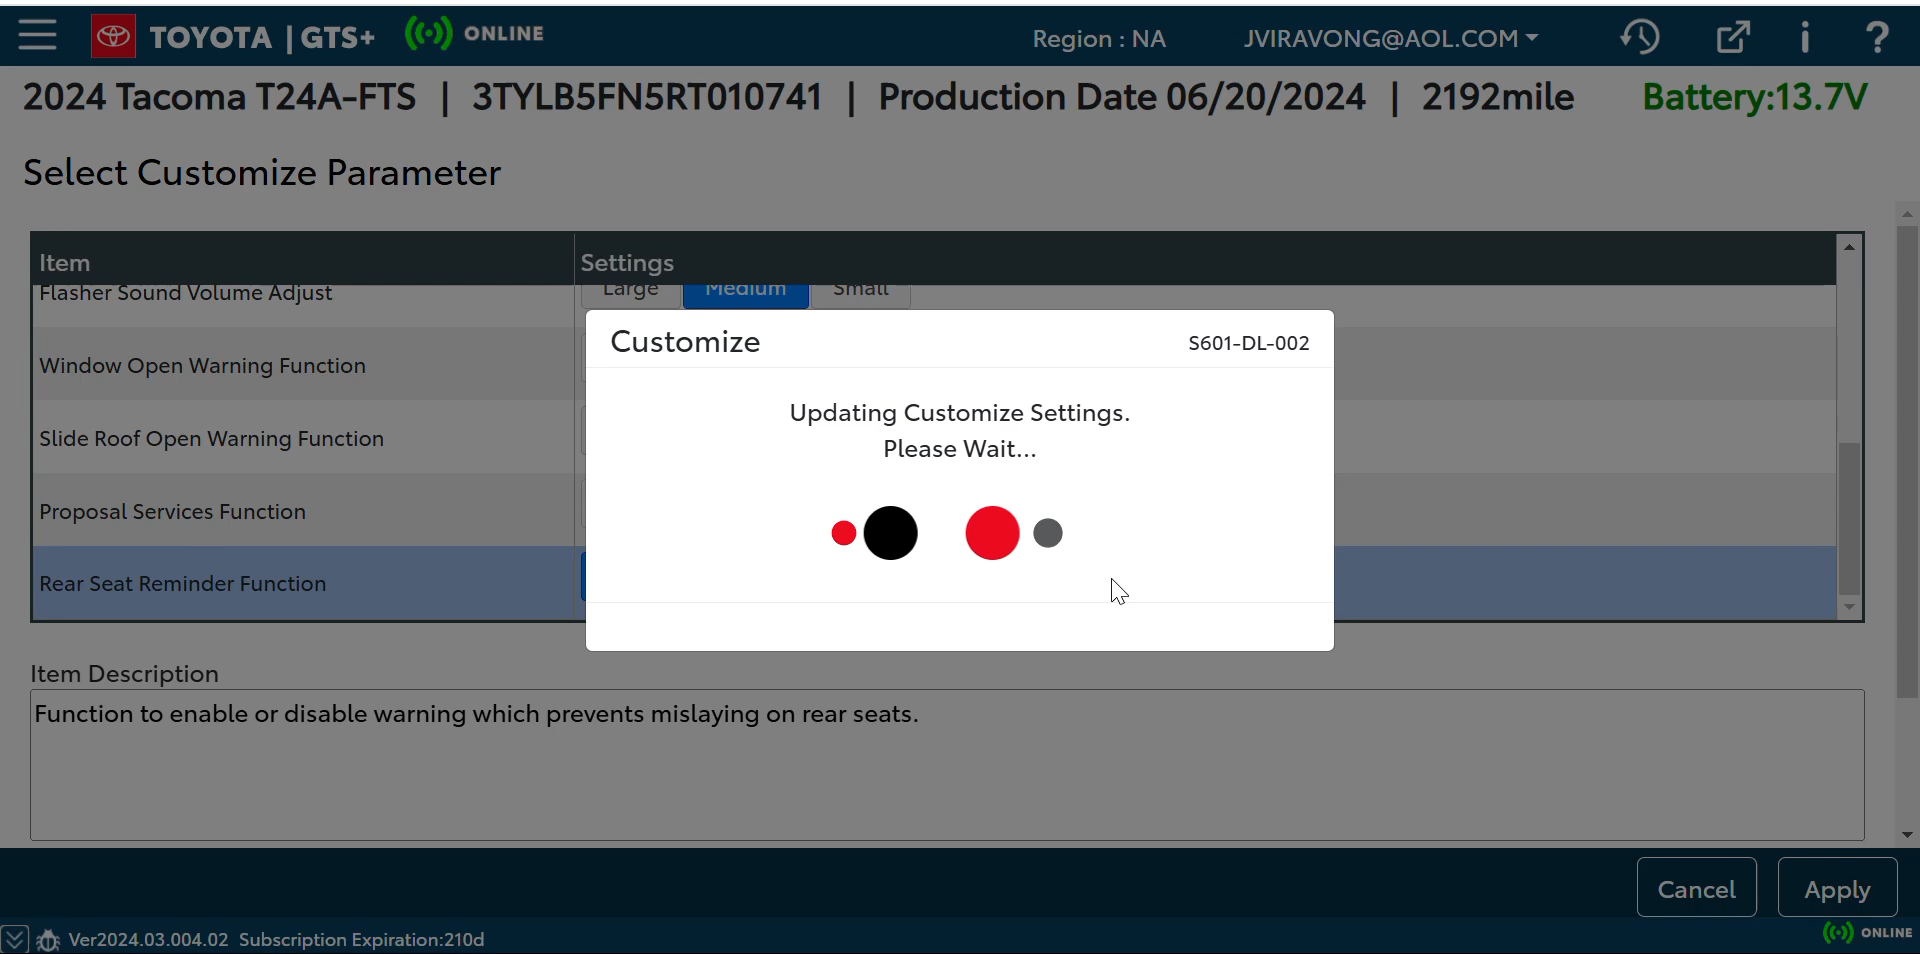 TOYOTA | GTS+
ONLINE
Region : NA
JVIRAVONG@AOL.COM
2024 Tacoma T24A-FTS | 3TYLB5FN5RT010741 | Production Date 06/20/2024 | 2192mile
Battery:13.7V
Select Customize Parameter
Item
Settings
Flasher Sound Volume Adjust
Large
Medium
Small
Window Open Warning Function
Slide Roof Open Warning Function
Proposal Services Function
Rear Seat Reminder Function
Customize
S601-DL-002
Updating Customize Settings.
Please Wait...
Item Description
Function to enable or disable warning which prevents mislaying on rear seats.
Cancel
Apply
Ver2024.03.004.02 Subscription Expiration:210d
ONLINE